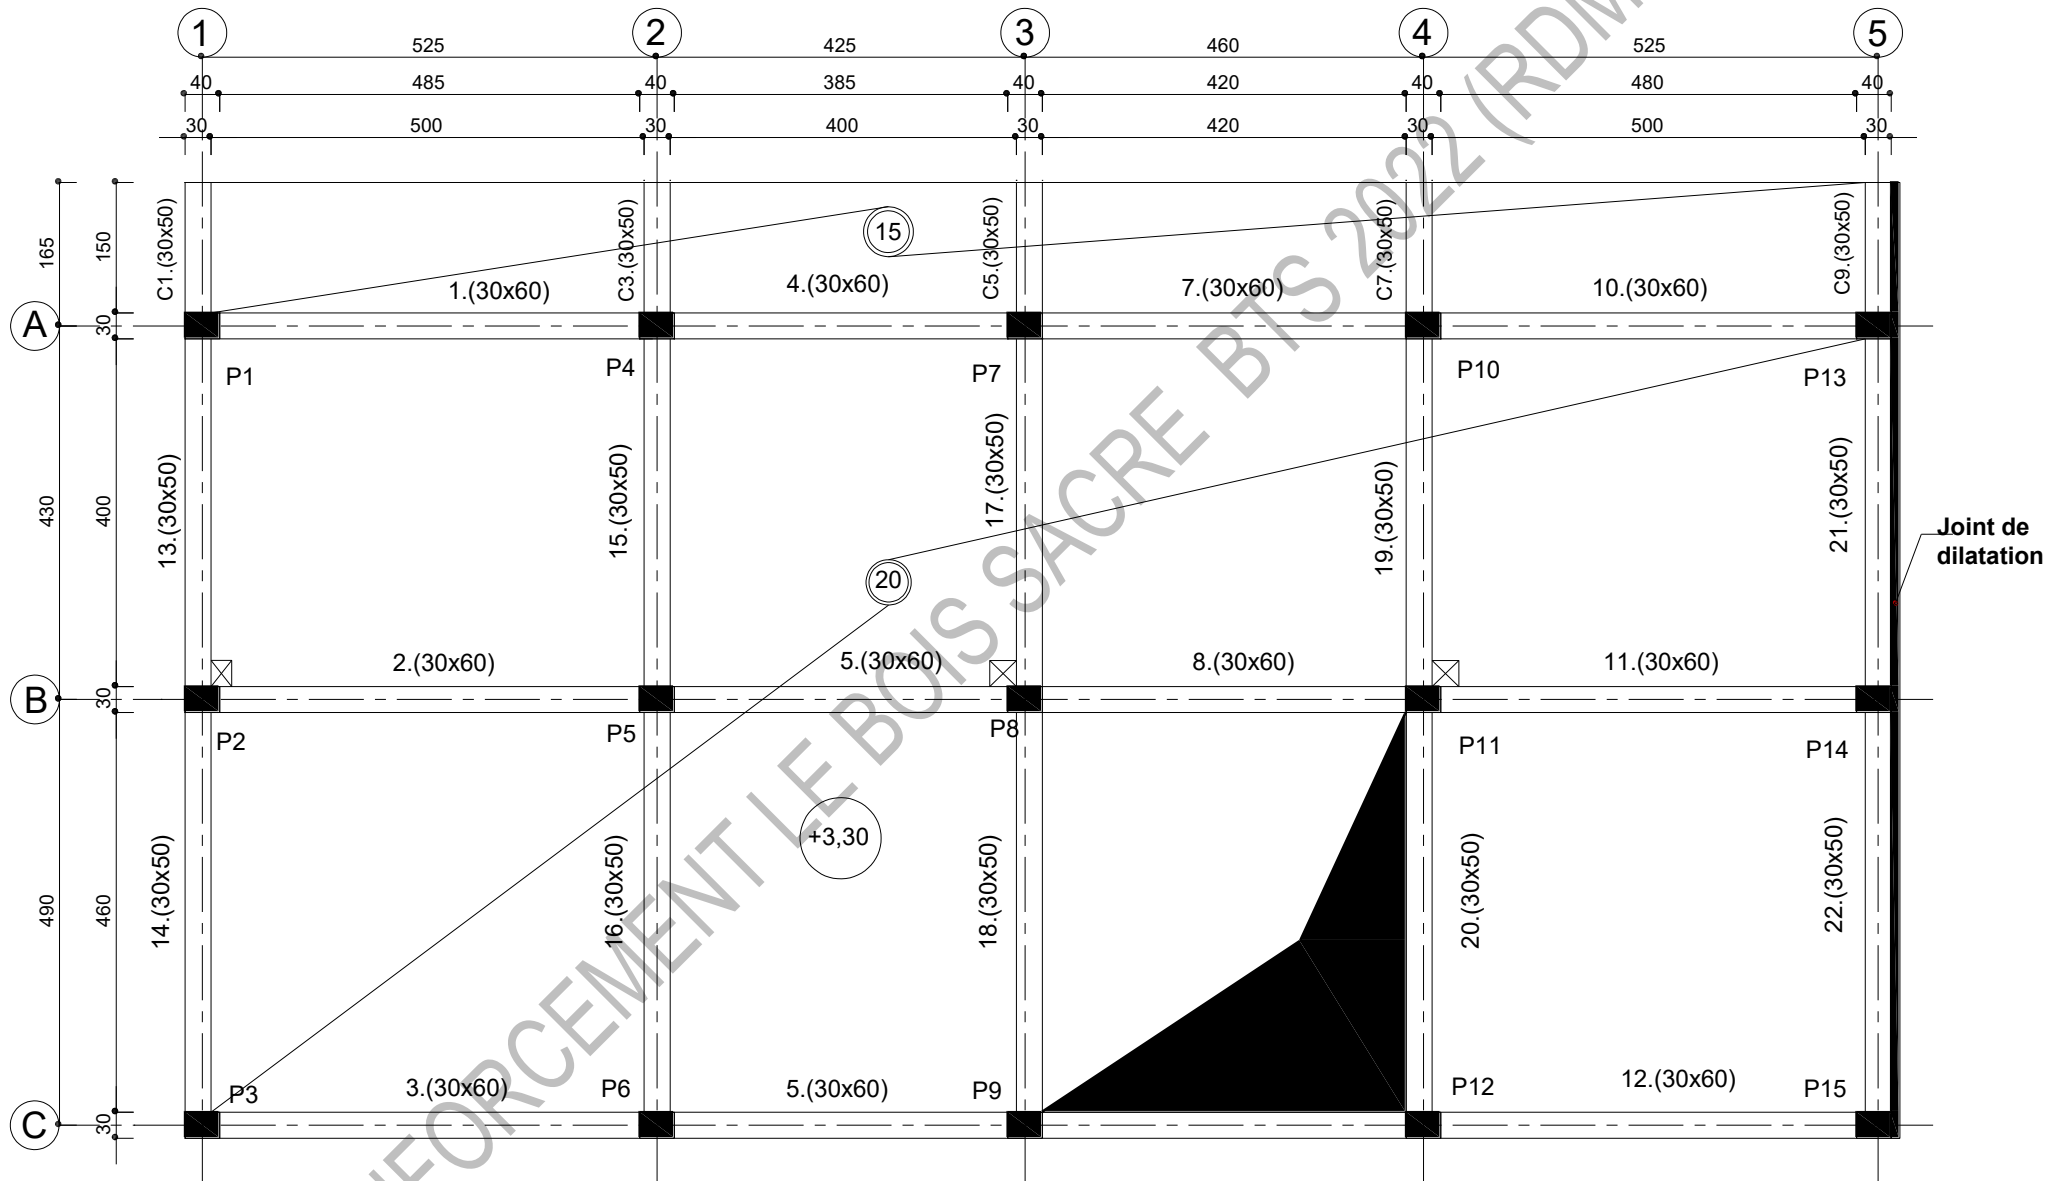 1 2 3 4 5
525 425 460 525
40 485 40 385 40 420 40 480 40
30 500 30 400 30 420 30 500 30
165
150
C1.(30x50)
C3.(30x50)
C5.(30x50)
C7.(30x50)
C9.(30x50)
15
1.(30x60)
4.(30x60)
7.(30x60)
10.(30x60)
A
30
P1
P4
P7
P10
P13
430
400
13.(30x50)
15.(30x50)
17.(30x50)
19.(30x50)
21.(30x50)
Joint de
dilatation
20
2.(30x60)
5.(30x60)
8.(30x60)
11.(30x60)
B
30
P2
P5
P8
P11
P14
+3,30
490
460
14.(30x50)
16.(30x50)
18.(30x50)
20.(30x50)
22.(30x50)
P3
3.(30x60)
P6
5.(30x60)
P9
P12
12.(30x60)
P15
C
30
FORCEMENT LE BOIS SACRE BTS 2022 (RDM